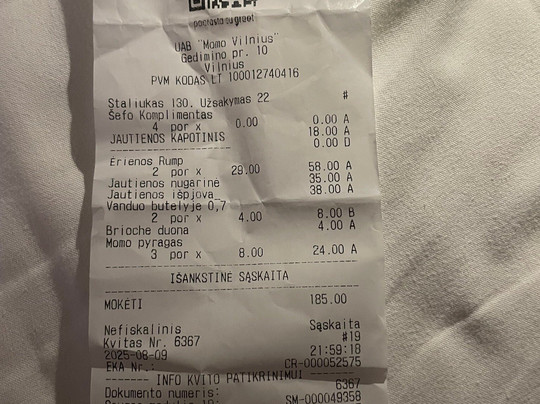 UAB "Momo Vilnius"
Gedimino pr. 10
Vilnius
PVM KODAS LT 100012740416
Staliukas 130. Užsakymas 22 #
Šefo Komplimentas
4 por x 0.00 0.00 A
JAUTIENOS KAPOTINIS 18.00 A
0.00 D
Ėrienos Rump
2 por x 29.00 58.00 A
Jautienos nugarinė 35.00 A
Jautienos išpjova 38.00 A
Vanduo butelyje 0,7
2 por x 4.00 8.00 B
Brioche duona 4.00 A
Momo pyragas
3 por x 8.00 24.00 A
IŠANKSTINĖ SĄSKAITA
MOKĖTI 185.00
Nefiskalinis Sąskaita
Kvitas Nr. 6367 #19
2025-08-09 21:59:18
EKA Nr.: CR-000052575
INFO KVITO PATIKRINIMUI
Dokumento numeris: 6367
SM-000049358